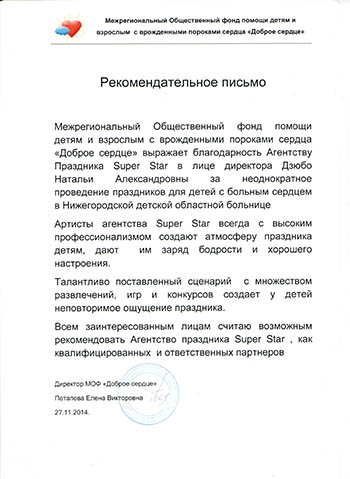 Межрегиональный Общественный фонд помощи детям и
взрослым с врожденными пороками сердца «Доброе сердце»
Рекомендательное письмо
Межрегиональный Общественный фонд помощи
детям и взрослым с врожденными пороками сердца
«Доброе сердце» выражает благодарность Агентству
Праздника Super Star в лице директора Дзюбо
Натальи Александровны за неоднократное
проведение праздников для детей с больным сердцем
в Нижегородской детской областной больнице
Артисты агентства Super Star всегда с высоким
профессионализмом создают атмосферу праздника
детям, дарят им заряд бодрости и хорошего
настроения.
Талантливо поставленный сценарий с множеством
развлечений, игр и конкурсов создает у детей
неповторимое ощущение праздника.
Всем заинтересованным лицам считаю возможным
рекомендовать Агентство праздника Super Star , как
квалифицированных и ответственных партнеров
Директор МОФ «Доброе сердце»
Потапова Елена Викторовна
27.11.2014.